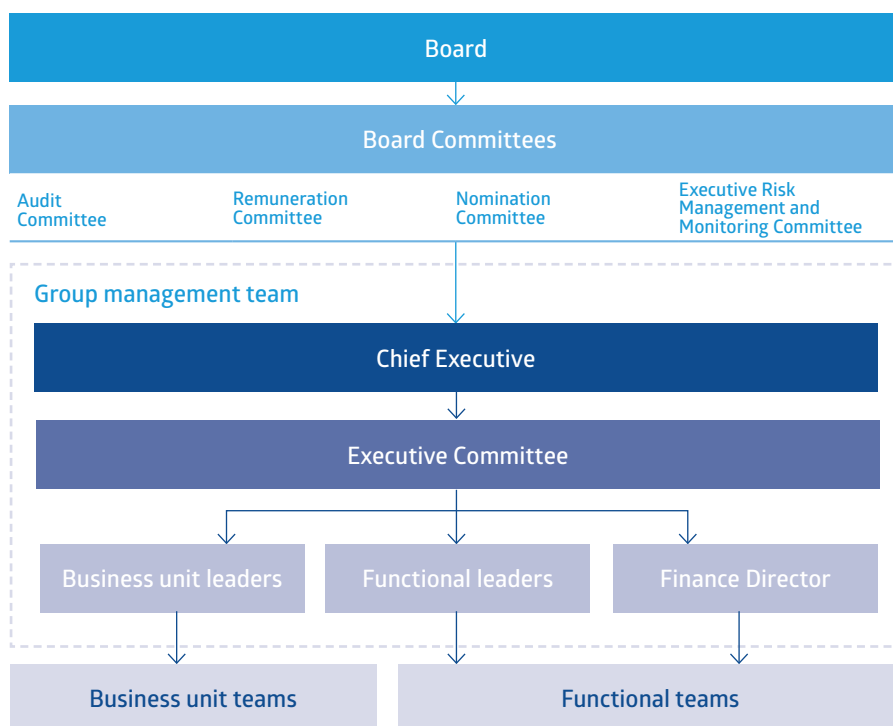 Board
Board Committees
Audit
Committee
Remuneration
Committee
Nomination
Committee
Executive Risk
Management and
Monitoring Committee
Group management team
Chief Executive
Executive Committee
Business unit leaders
Functional leaders
Finance Director
Business unit teams
Functional teams